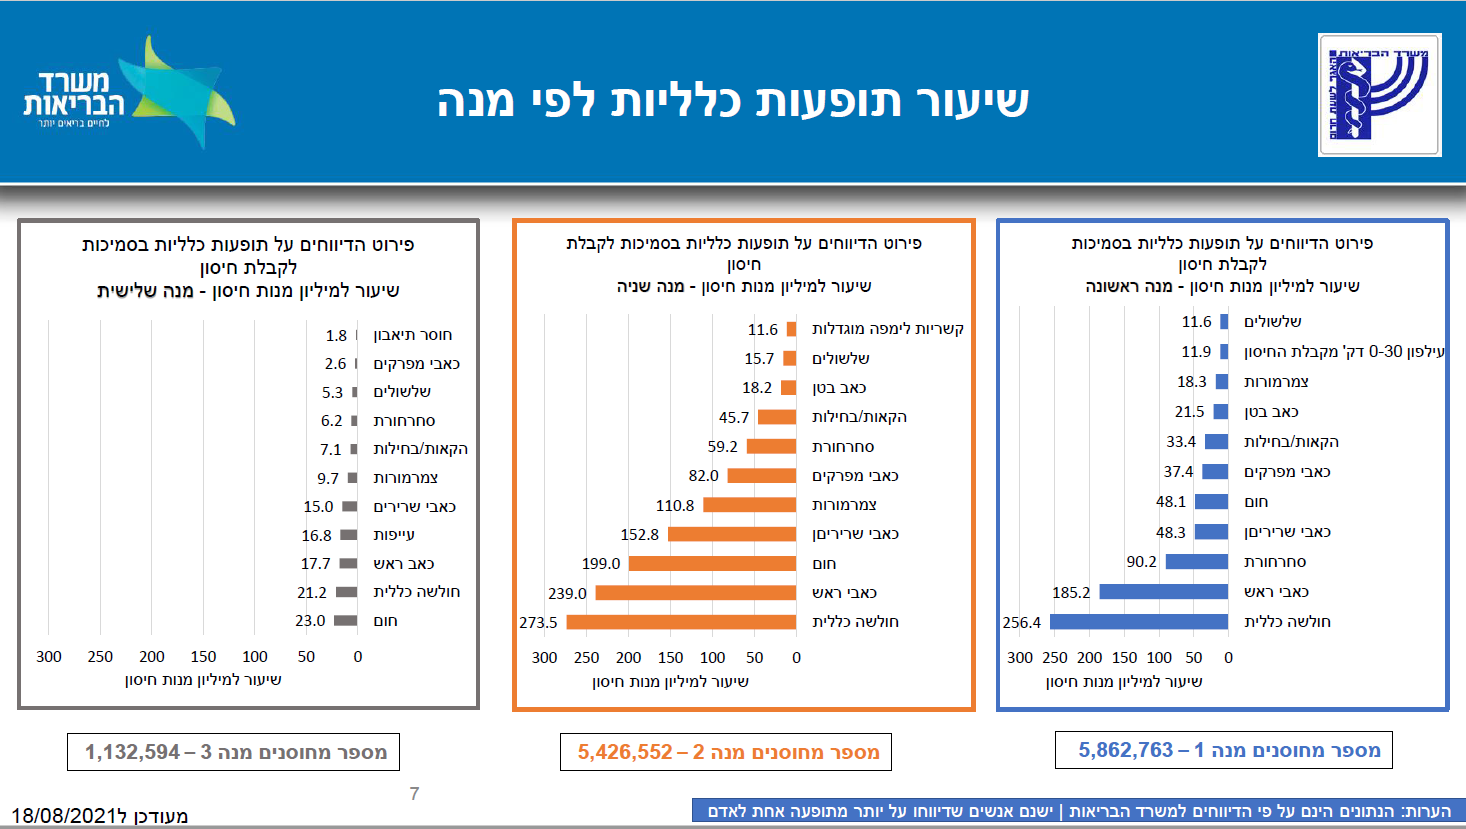 משרד
הבריאות
לחיים בריאים יותר
שיעור תופעות כלליות לפי מנה
משרד הבריאות
האגף לשעת חרום
פירוט הדיווחים על תופעות כלליות בסמיכות
לקבלת חיסון
שיעור למיליון מנות חיסון - מנה ראשונה
שלשולים 11.6
עילפון 0-30 דק' מקבלת החיסון 11.9
צמרמורות 18.3
כאב בטן 21.5
הקאות/בחילות 33.4
כאבי מפרקים 37.4
חום 48.1
כאבי שריריםן 48.3
סחרחורת 90.2
כאבי ראש 185.2
חולשה כללית 256.4
300 250 200 150 100 50 0
שיעור למיליון מנות חיסון
מספר מחוסנים מנה 1 – 5,862,763
פירוט הדיווחים על תופעות כלליות בסמיכות לקבלת
חיסון
שיעור למיליון מנות חיסון - מנה שניה
קשריות לימפה מוגדלות 11.6
שלשולים 15.7
כאב בטן 18.2
הקאות/בחילות 45.7
סחרחורת 59.2
כאבי מפרקים 82.0
צמרמורות 110.8
כאבי שריריםן 152.8
חום 199.0
כאבי ראש 239.0
חולשה כללית 273.5
300 250 200 150 100 50 0
שיעור למיליון מנות חיסון
מספר מחוסנים מנה 2 – 5,426,552
פירוט הדיווחים על תופעות כלליות בסמיכות
לקבלת חיסון
שיעור למיליון מנות חיסון - מנה שלישית
חוסר תיאבון 1.8
כאבי מפרקים 2.6
שלשולים 5.3
סחרחורת 6.2
הקאות/בחילות 7.1
צמרמורות 9.7
כאבי שרירים 15.0
עייפות 16.8
כאב ראש 17.7
חולשה כללית 21.2
חום 23.0
300 250 200 150 100 50 0
שיעור למיליון מנות חיסון
מספר מחוסנים מנה 3 – 1,132,594
7
הערות: הנתונים הינם על פי הדיווחים למשרד הבריאות | ישנם אנשים שדיווחו על יותר מתופעה אחת לאדם
מעודכן ל18/08/2021